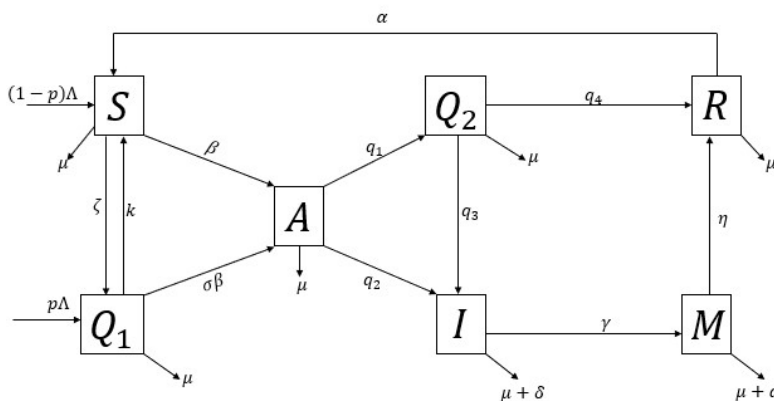 α
(1−p)Λ
S
Q₂
q₄
R
μ
β
q₁
μ
μ
ζ
k
A
q₃
η
σβ
μ
q₂
pΛ
Q₁
I
γ
M
μ
μ + δ
μ +